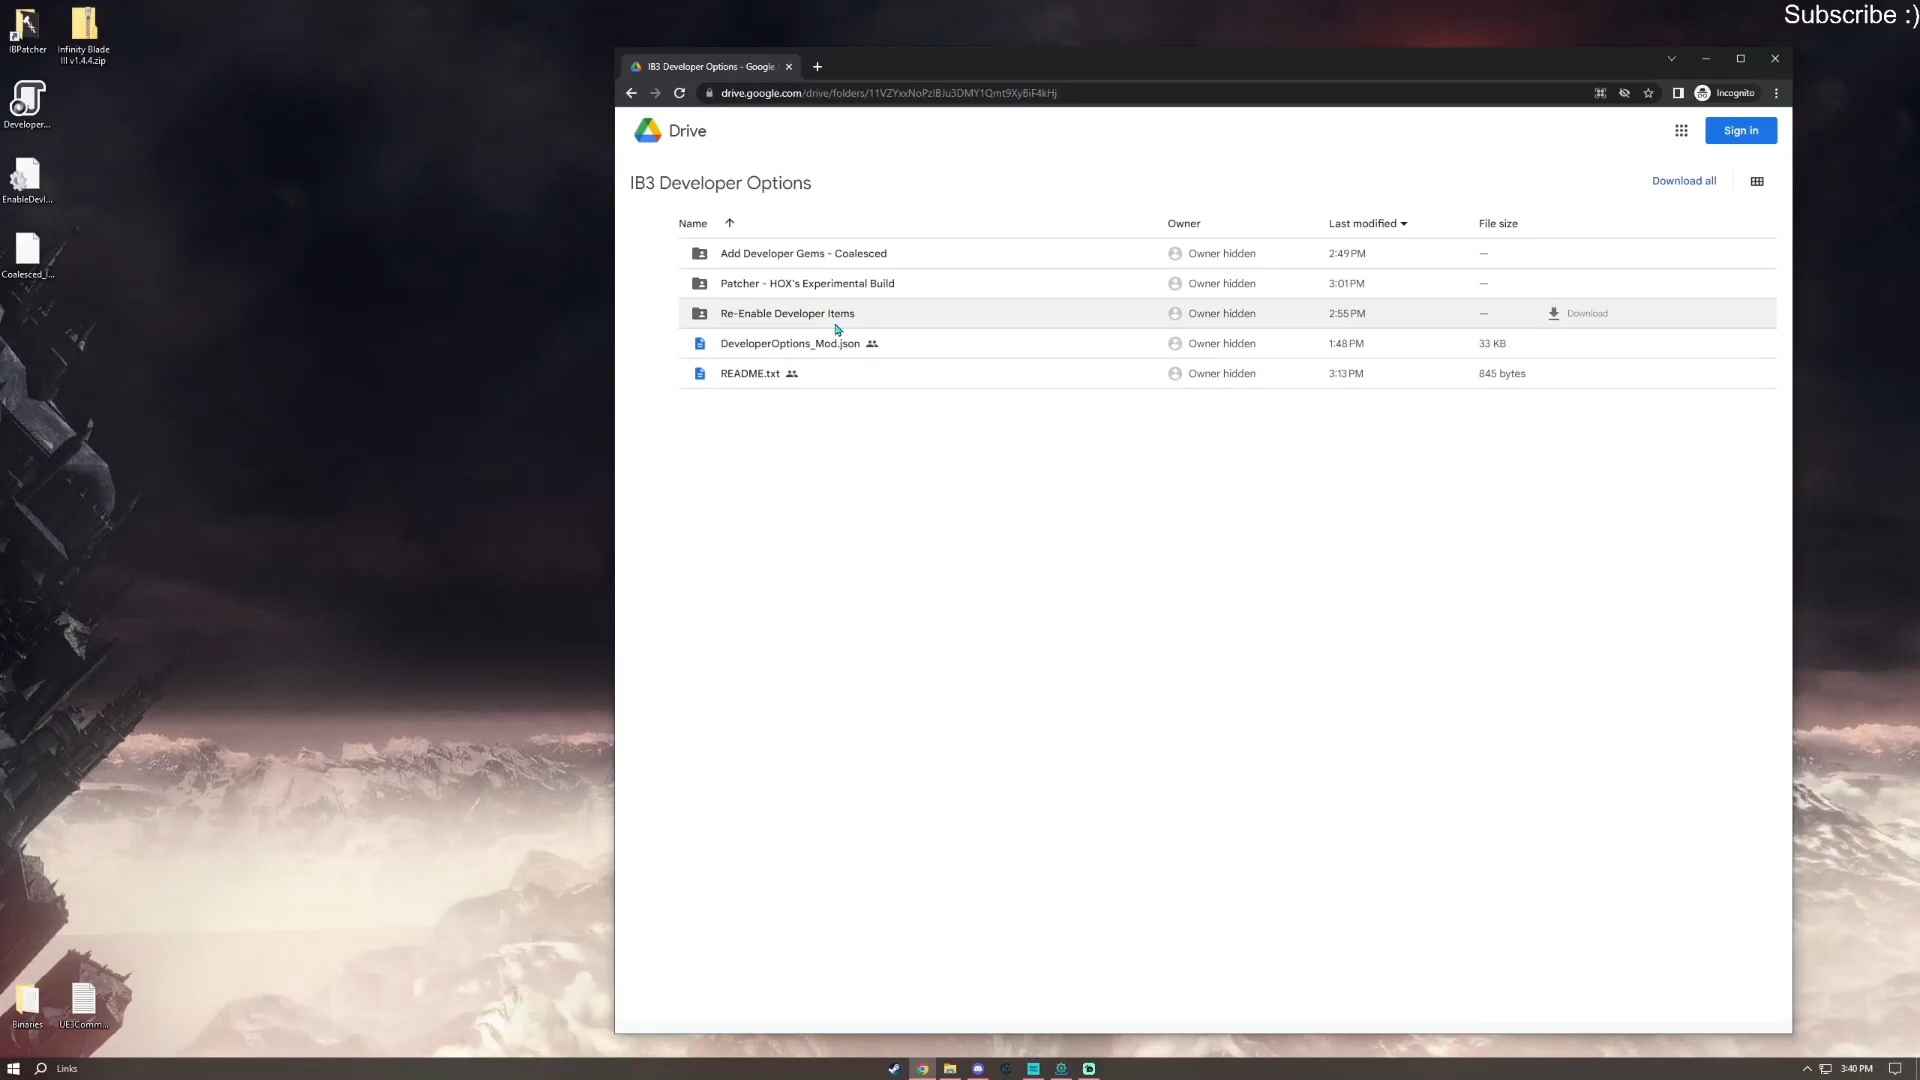 Subscribe :)
IBPatcher
Infinity Blade
III v1.4.4.zip
Developer...
EnableDevI...
Coalesced_I...
Binaries
UE3Comm...
IB3 Developer Options - Google
drive.google.com/drive/folders/11VZYxxNoPzIBJu3DMY1Qmt9XyBiF4kHj
Incognito
Drive
Sign in
IB3 Developer Options
Download all
Name Owner Last modified File size
Add Developer Gems - Coalesced Owner hidden 2:49 PM —
Patcher - HOX's Experimental Build Owner hidden 3:01 PM —
Re-Enable Developer Items Owner hidden 2:55 PM — Download
DeveloperOptions_Mod.json Owner hidden 1:48 PM 33 KB
README.txt Owner hidden 3:13 PM 845 bytes
Links
3:40 PM